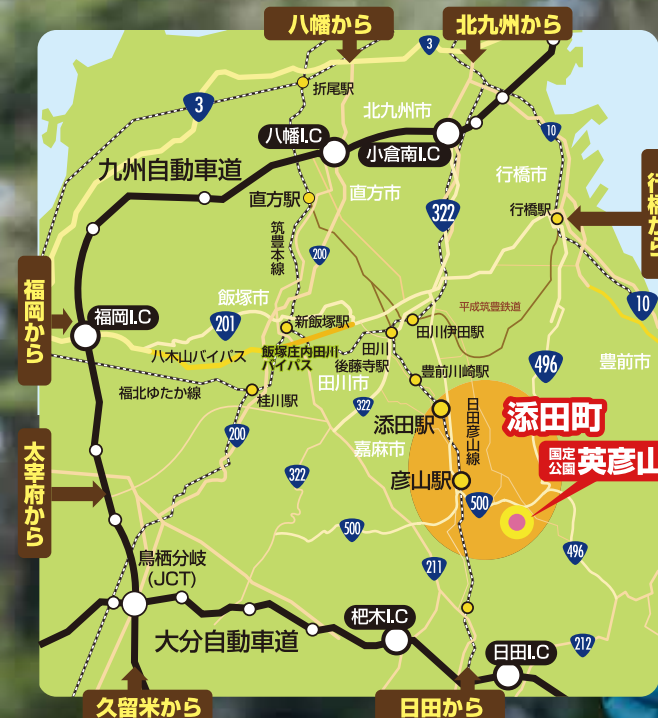 八幡から
北九州から
3
折尾駅
北九州市
3
八幡I.C
小倉南I.C
10
九州自動車道
行橋市
直方駅
直方市
322
行橋駅
行橋から
筑豊本線
200
福岡から
飯塚市
平成筑豊鉄道
10
福岡I.C
201
新飯塚駅
田川伊田駅
八木山バイパス
飯塚庄内田川
バイパス
田川
後藤寺駅
496
豊前市
福北ゆたか線
桂川駅
田川市
豊前川崎駅
322
添田駅
日田彦山線
添田町
200
嘉麻市
太宰府から
322
彦山駅
国定
公園
英彦山
500
500
496
鳥栖分岐
(JCT)
211
大分自動車道
杷木I.C
日田I.C
212
久留米から
日田から